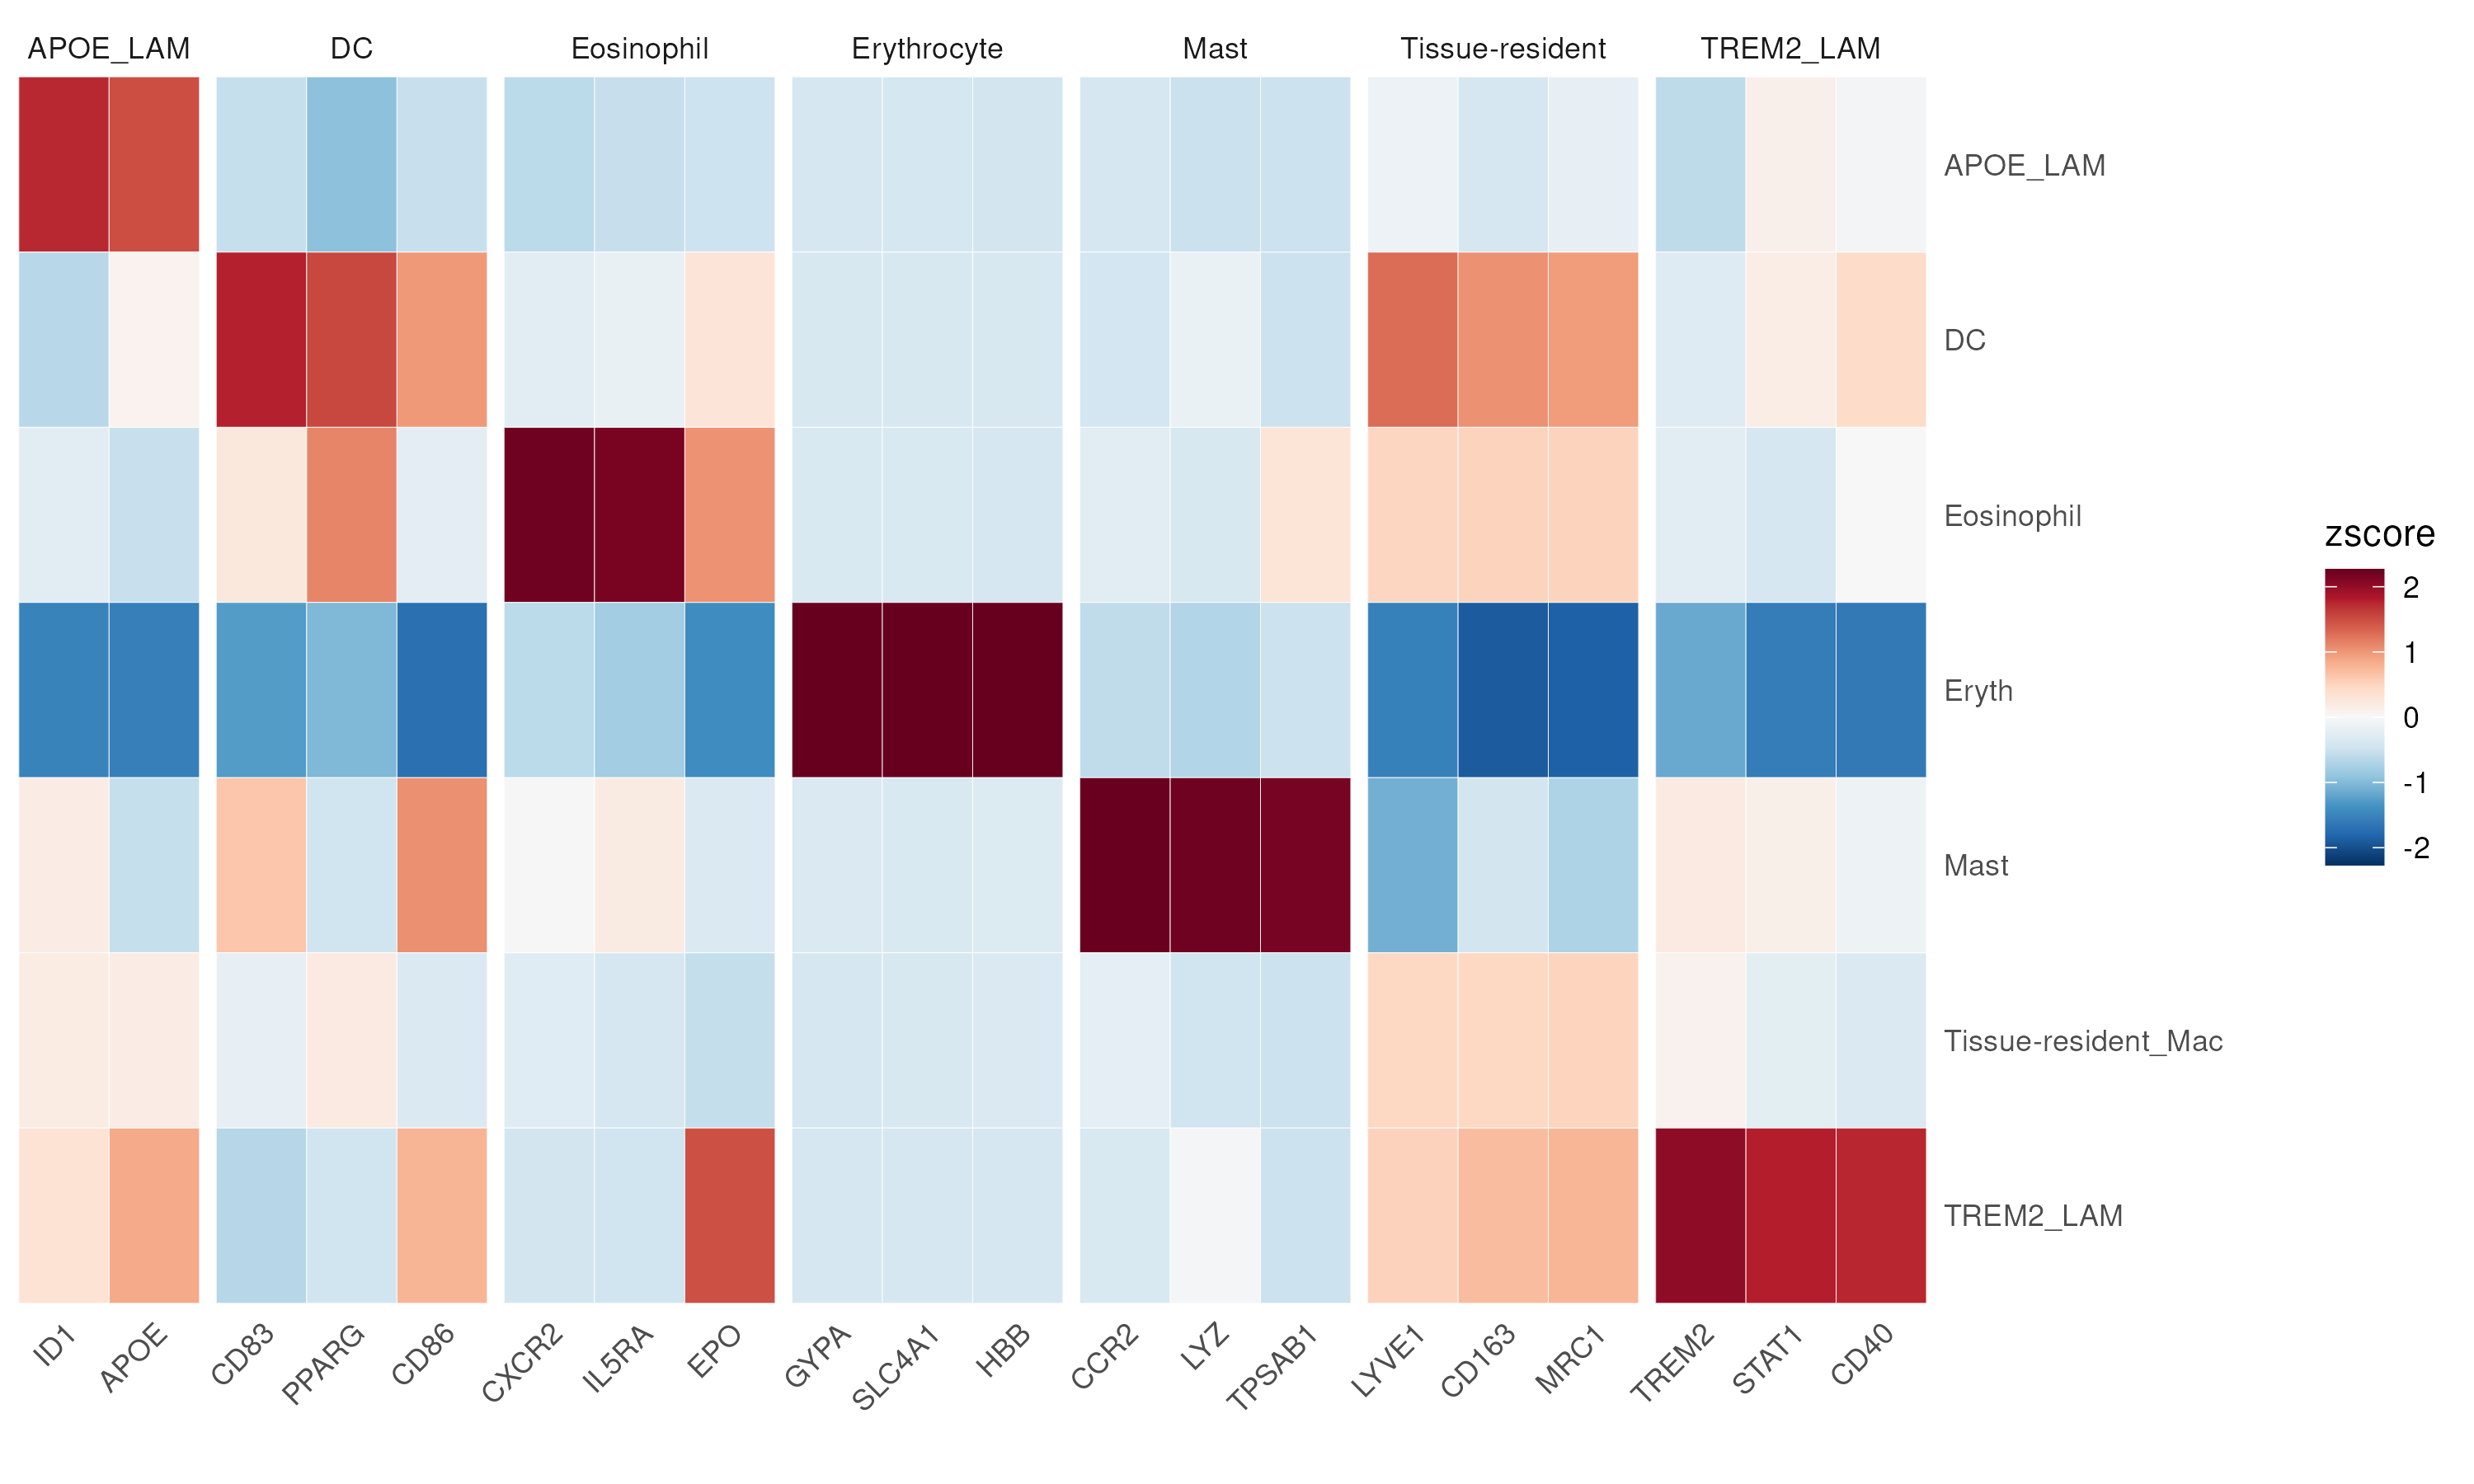 APOE_LAM DC Eosinophil Erythrocyte Mast Tissue-resident TREM2_LAM
APOE_LAM
DC
Eosinophil
Eryth
Mast
Tissue-resident_Mac
TREM2_LAM
zscore
2
1
0
-1
-2
ID1 APOE CD83 PPARG CD86 CXCR2 IL5RA EPO GYPA SLC4A1 HBB CCR2 LYZ TPSAB1 LYVE1 CD163 MRC1 TREM2 STAT1 CD40